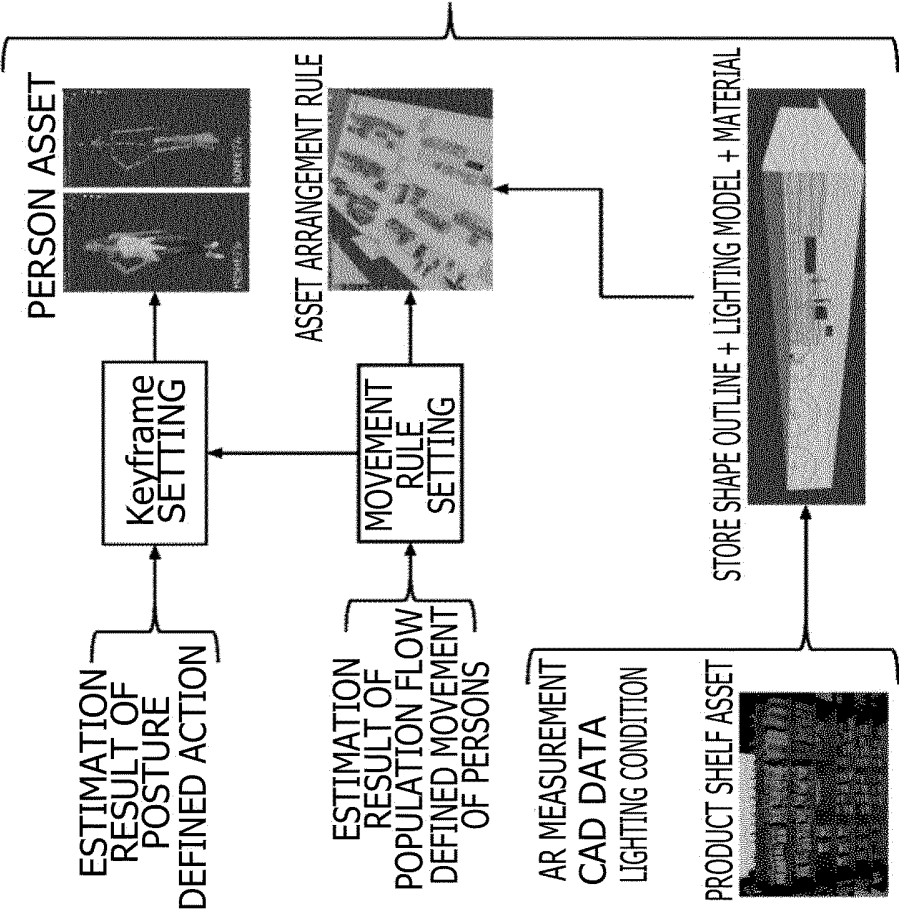 ESTIMATION
RESULT OF
POSTURE
DEFINED ACTION
Keyframe
SETTING
PERSON ASSET
ESTIMATION
RESULT OF
POPULATION FLOW
DEFINED MOVEMENT
OF PERSONS
MOVEMENT
RULE
SETTING
ASSET ARRANGEMENT RULE
AR MEASUREMENT
CAD DATA
LIGHTING CONDITION
PRODUCT SHELF ASSET
STORE SHAPE OUTLINE + LIGHTING MODEL + MATERIAL